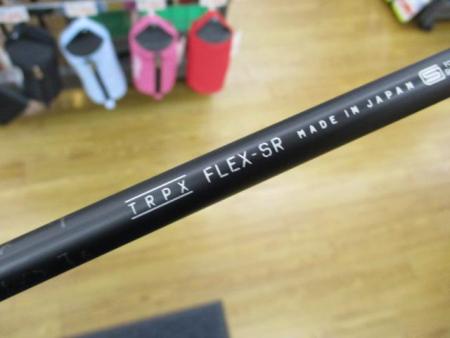 TRPX FLEX-SR MADE IN JAPAN